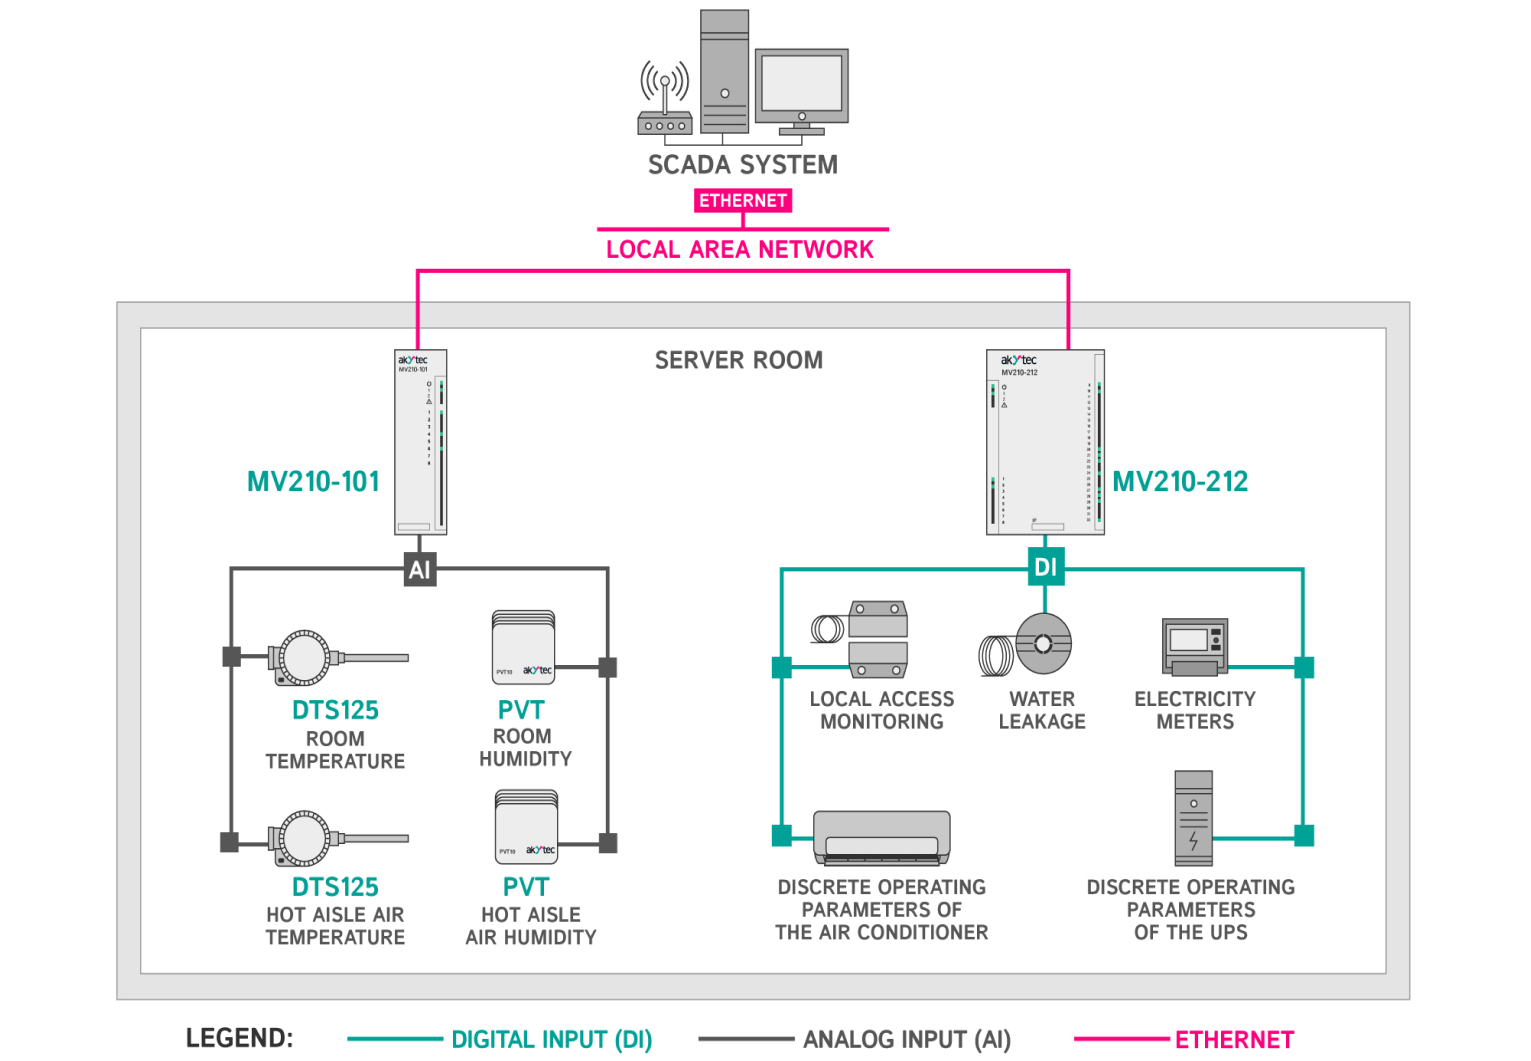 SCADA SYSTEM
ETHERNET
LOCAL AREA NETWORK
SERVER ROOM
akytec
MV210-101
MV210-101
AI
DTS125
ROOM
TEMPERATURE
PVT10
akytec
PVT
ROOM
HUMIDITY
DTS125
HOT AISLE AIR
TEMPERATURE
PVT10
akytec
PVT
HOT AISLE
AIR HUMIDITY
akytec
MV210-212
MV210-212
DI
LOCAL ACCESS
MONITORING
WATER
LEAKAGE
ELECTRICITY
METERS
DISCRETE OPERATING
PARAMETERS OF
THE AIR CONDITIONER
DISCRETE OPERATING
PARAMETERS
OF THE UPS
LEGEND:
DIGITAL INPUT (DI)
ANALOG INPUT (AI)
ETHERNET